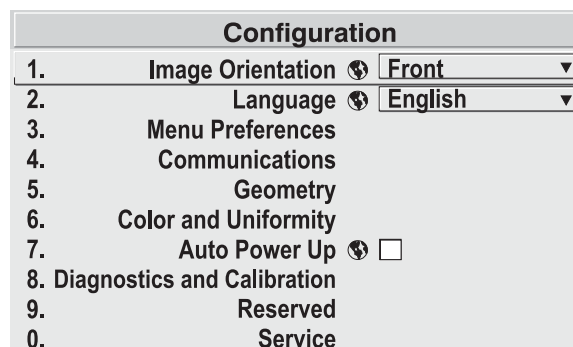 Configuration
1. Image Orientation Front
2. Language English
3. Menu Preferences
4. Communications
5. Geometry
6. Color and Uniformity
7. Auto Power Up
8. Diagnostics and Calibration
9. Reserved
0. Service